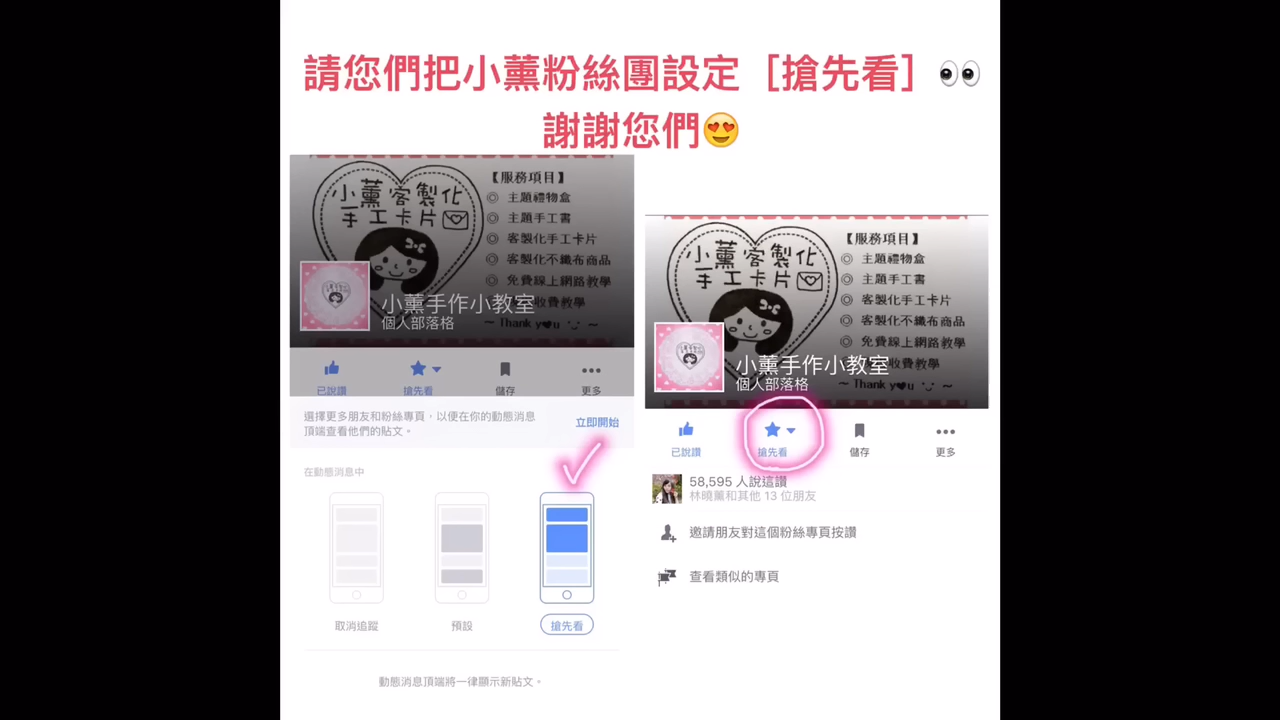 請您們把小薰粉絲團設定［搶先看］👀
謝謝您們😍
小薰客製化
手工卡片
【服務項目】
◎ 主題禮物盒
◎ 主題手工書
◎ 客製化手工卡片
◎ 客製化不織布商品
◎ 免費線上網路教學
收費教學
~ Thank y♥u ~
小薰手作小教室
個人部落格
已說讚
搶先看
儲存
更多
選擇更多朋友和粉絲專頁，以便在你的動態消息
頂端查看他們的貼文。
立即開始
在動態消息中
取消追蹤
預設
搶先看
動態消息頂端將一律顯示新貼文。
小薰客製化
手工卡片
【服務項目】
◎ 主題禮物盒
◎ 主題手工書
◎ 客製化手工卡片
◎ 客製化不織布商品
◎ 免費線上網路教學
收費教學
~ Thank y♥u ~
小薰手作小教室
個人部落格
已說讚
搶先看
儲存
更多
58,595 人說這讚
林曉薰和其他 13 位朋友
邀請朋友對這個粉絲專頁按讚
查看類似的專頁